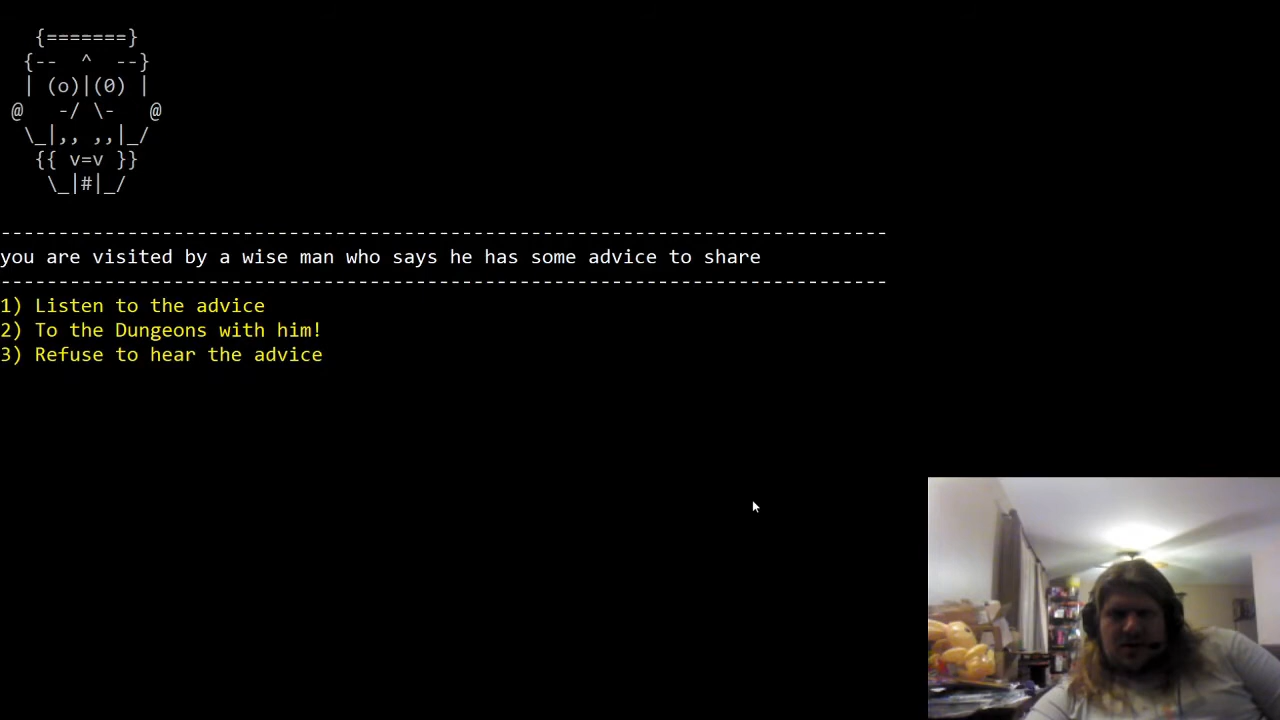 {=======}
{--  ^  --}
| (o)|(0) |
@   -/ \-   @
\_|,, ,,|_/
{{ v=v }}
\_|#|_/
-----------------------------------------------------------------------------
you are visited by a wise man who says he has some advice to share
-----------------------------------------------------------------------------
1) Listen to the advice
2) To the Dungeons with him!
3) Refuse to hear the advice